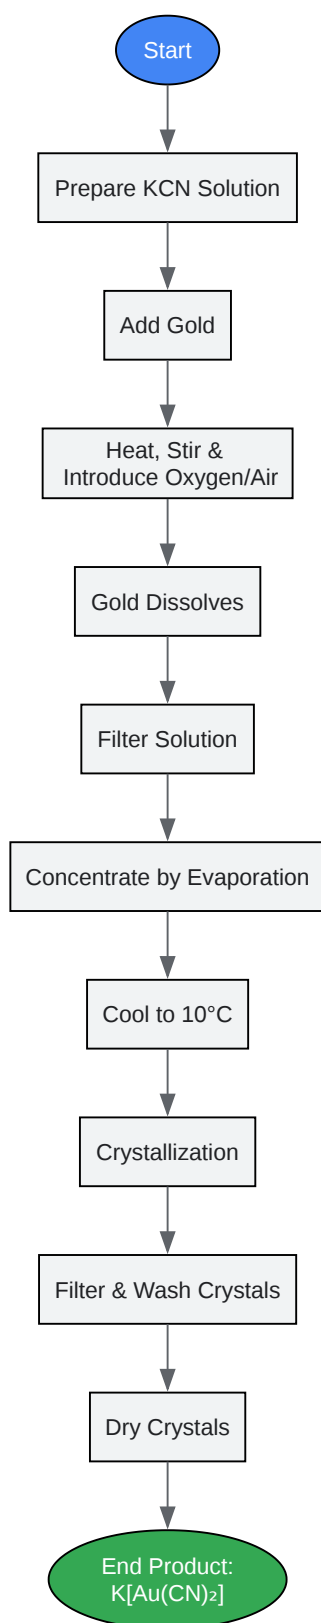 Start
Prepare KCN Solution
Add Gold
Heat, Stir &
Introduce Oxygen/Air
Gold Dissolves
Filter Solution
Concentrate by Evaporation
Cool to 10°C
Crystallization
Filter & Wash Crystals
Dry Crystals
End Product:
K[Au(CN)₂]